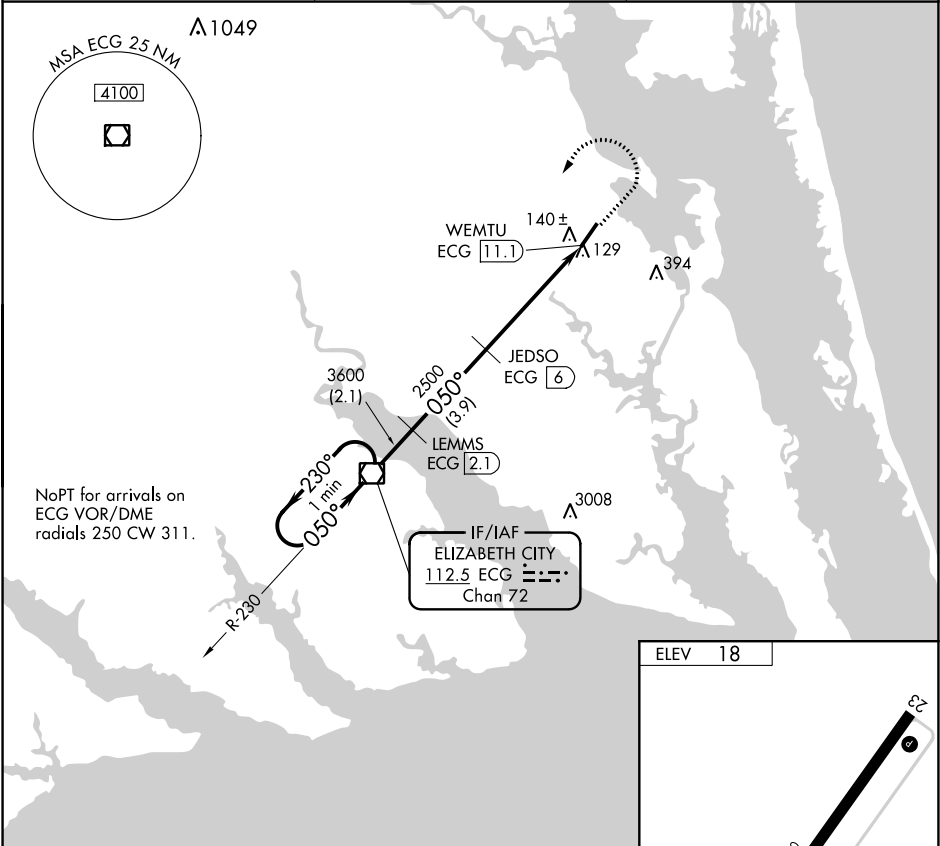 1049
MSA ECG 25 NM
4100
WEMTU
ECG 11.1
140 ±
129
394
JEDSO
ECG 6
3600
(2.1)
2500
050°
(3.9)
LEMMS
ECG 2.1
230°
1 min
050°
NoPT for arrivals on
ECG VOR/DME
radials 250 CW 311.
3008
IF/IAF
ELIZABETH CITY
112.5 ECG
Chan 72
R-230
ELEV 18
23
P